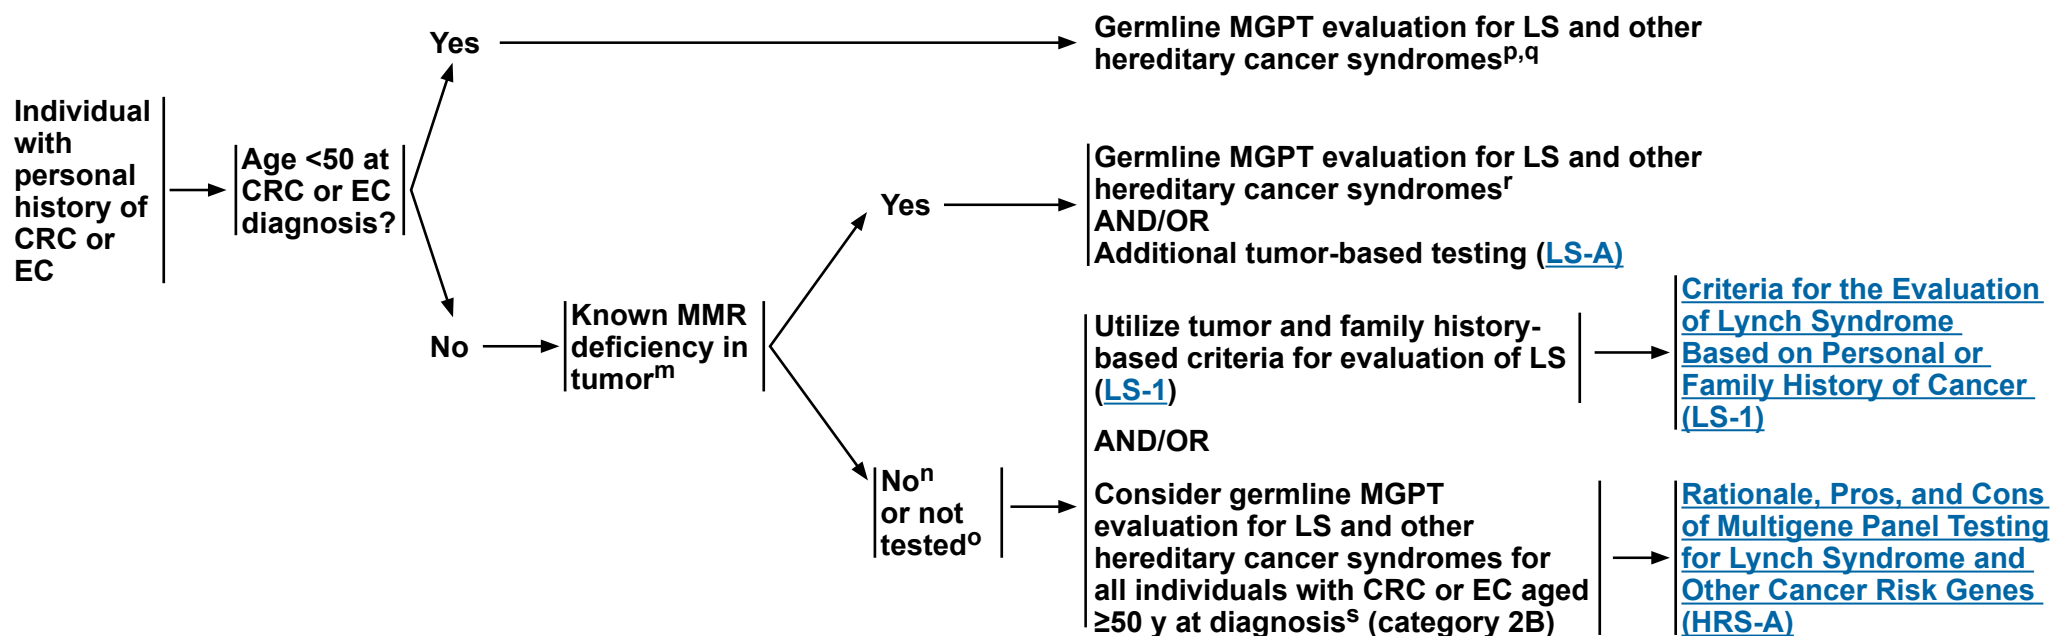 Individual
with
personal
history of
CRC or
EC
Age <50 at
CRC or EC
diagnosis?
Yes
Germline MGPT evaluation for LS and other
hereditary cancer syndromesp,q
No
Known MMR
deficiency in
tumorm
Yes
Germline MGPT evaluation for LS and other
hereditary cancer syndromesr
AND/OR
Additional tumor-based testing (LS-A)
Non
or not
testedo
Utilize tumor and family history-
based criteria for evaluation of LS
(LS-1)
Criteria for the Evaluation
of Lynch Syndrome
Based on Personal or
Family History of Cancer
(LS-1)
AND/OR
Consider germline MGPT
evaluation for LS and other
hereditary cancer syndromes for
all individuals with CRC or EC aged
≥50 y at diagnosiss (category 2B)
Rationale, Pros, and Cons
of Multigene Panel Testing
for Lynch Syndrome and
Other Cancer Risk Genes
(HRS-A)